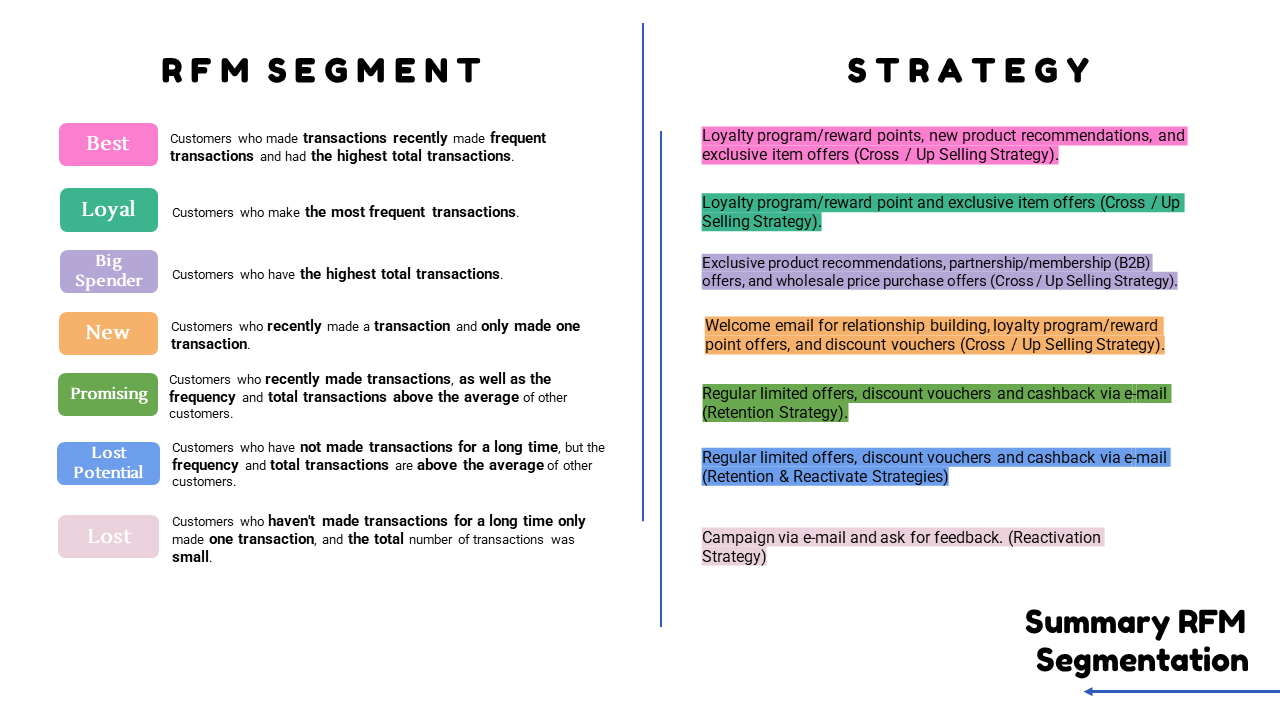 RFM SEGMENT
Best
Customers who made transactions recently made frequent
transactions and had the highest total transactions.
Loyal
Customers who make the most frequent transactions.
Big
Spender
Customers who have the highest total transactions.
New
Customers who recently made a transaction and only made one
transaction.
Promising
Customers who recently made transactions, as well as the
frequency and total transactions above the average of other
customers.
Lost
Potential
Customers who have not made transactions for a long time, but the
frequency and total transactions are above the average of other
customers.
Lost
Customers who haven't made transactions for a long time only
made one transaction, and the total number of transactions was
small.
STRATEGY
Loyalty program/reward points, new product recommendations, and
exclusive item offers (Cross / Up Selling Strategy).
Loyalty program/reward point and exclusive item offers (Cross / Up
Selling Strategy).
Exclusive product recommendations, partnership/membership (B2B)
offers, and wholesale price purchase offers (Cross / Up Selling Strategy).
Welcome email for relationship building, loyalty program/reward
point offers, and discount vouchers (Cross / Up Selling Strategy).
Regular limited offers, discount vouchers and cashback via e-mail
(Retention Strategy).
Regular limited offers, discount vouchers and cashback via e-mail
(Retention & Reactivate Strategies)
Campaign via e-mail and ask for feedback. (Reactivation
Strategy)
Summary RFM
Segmentation